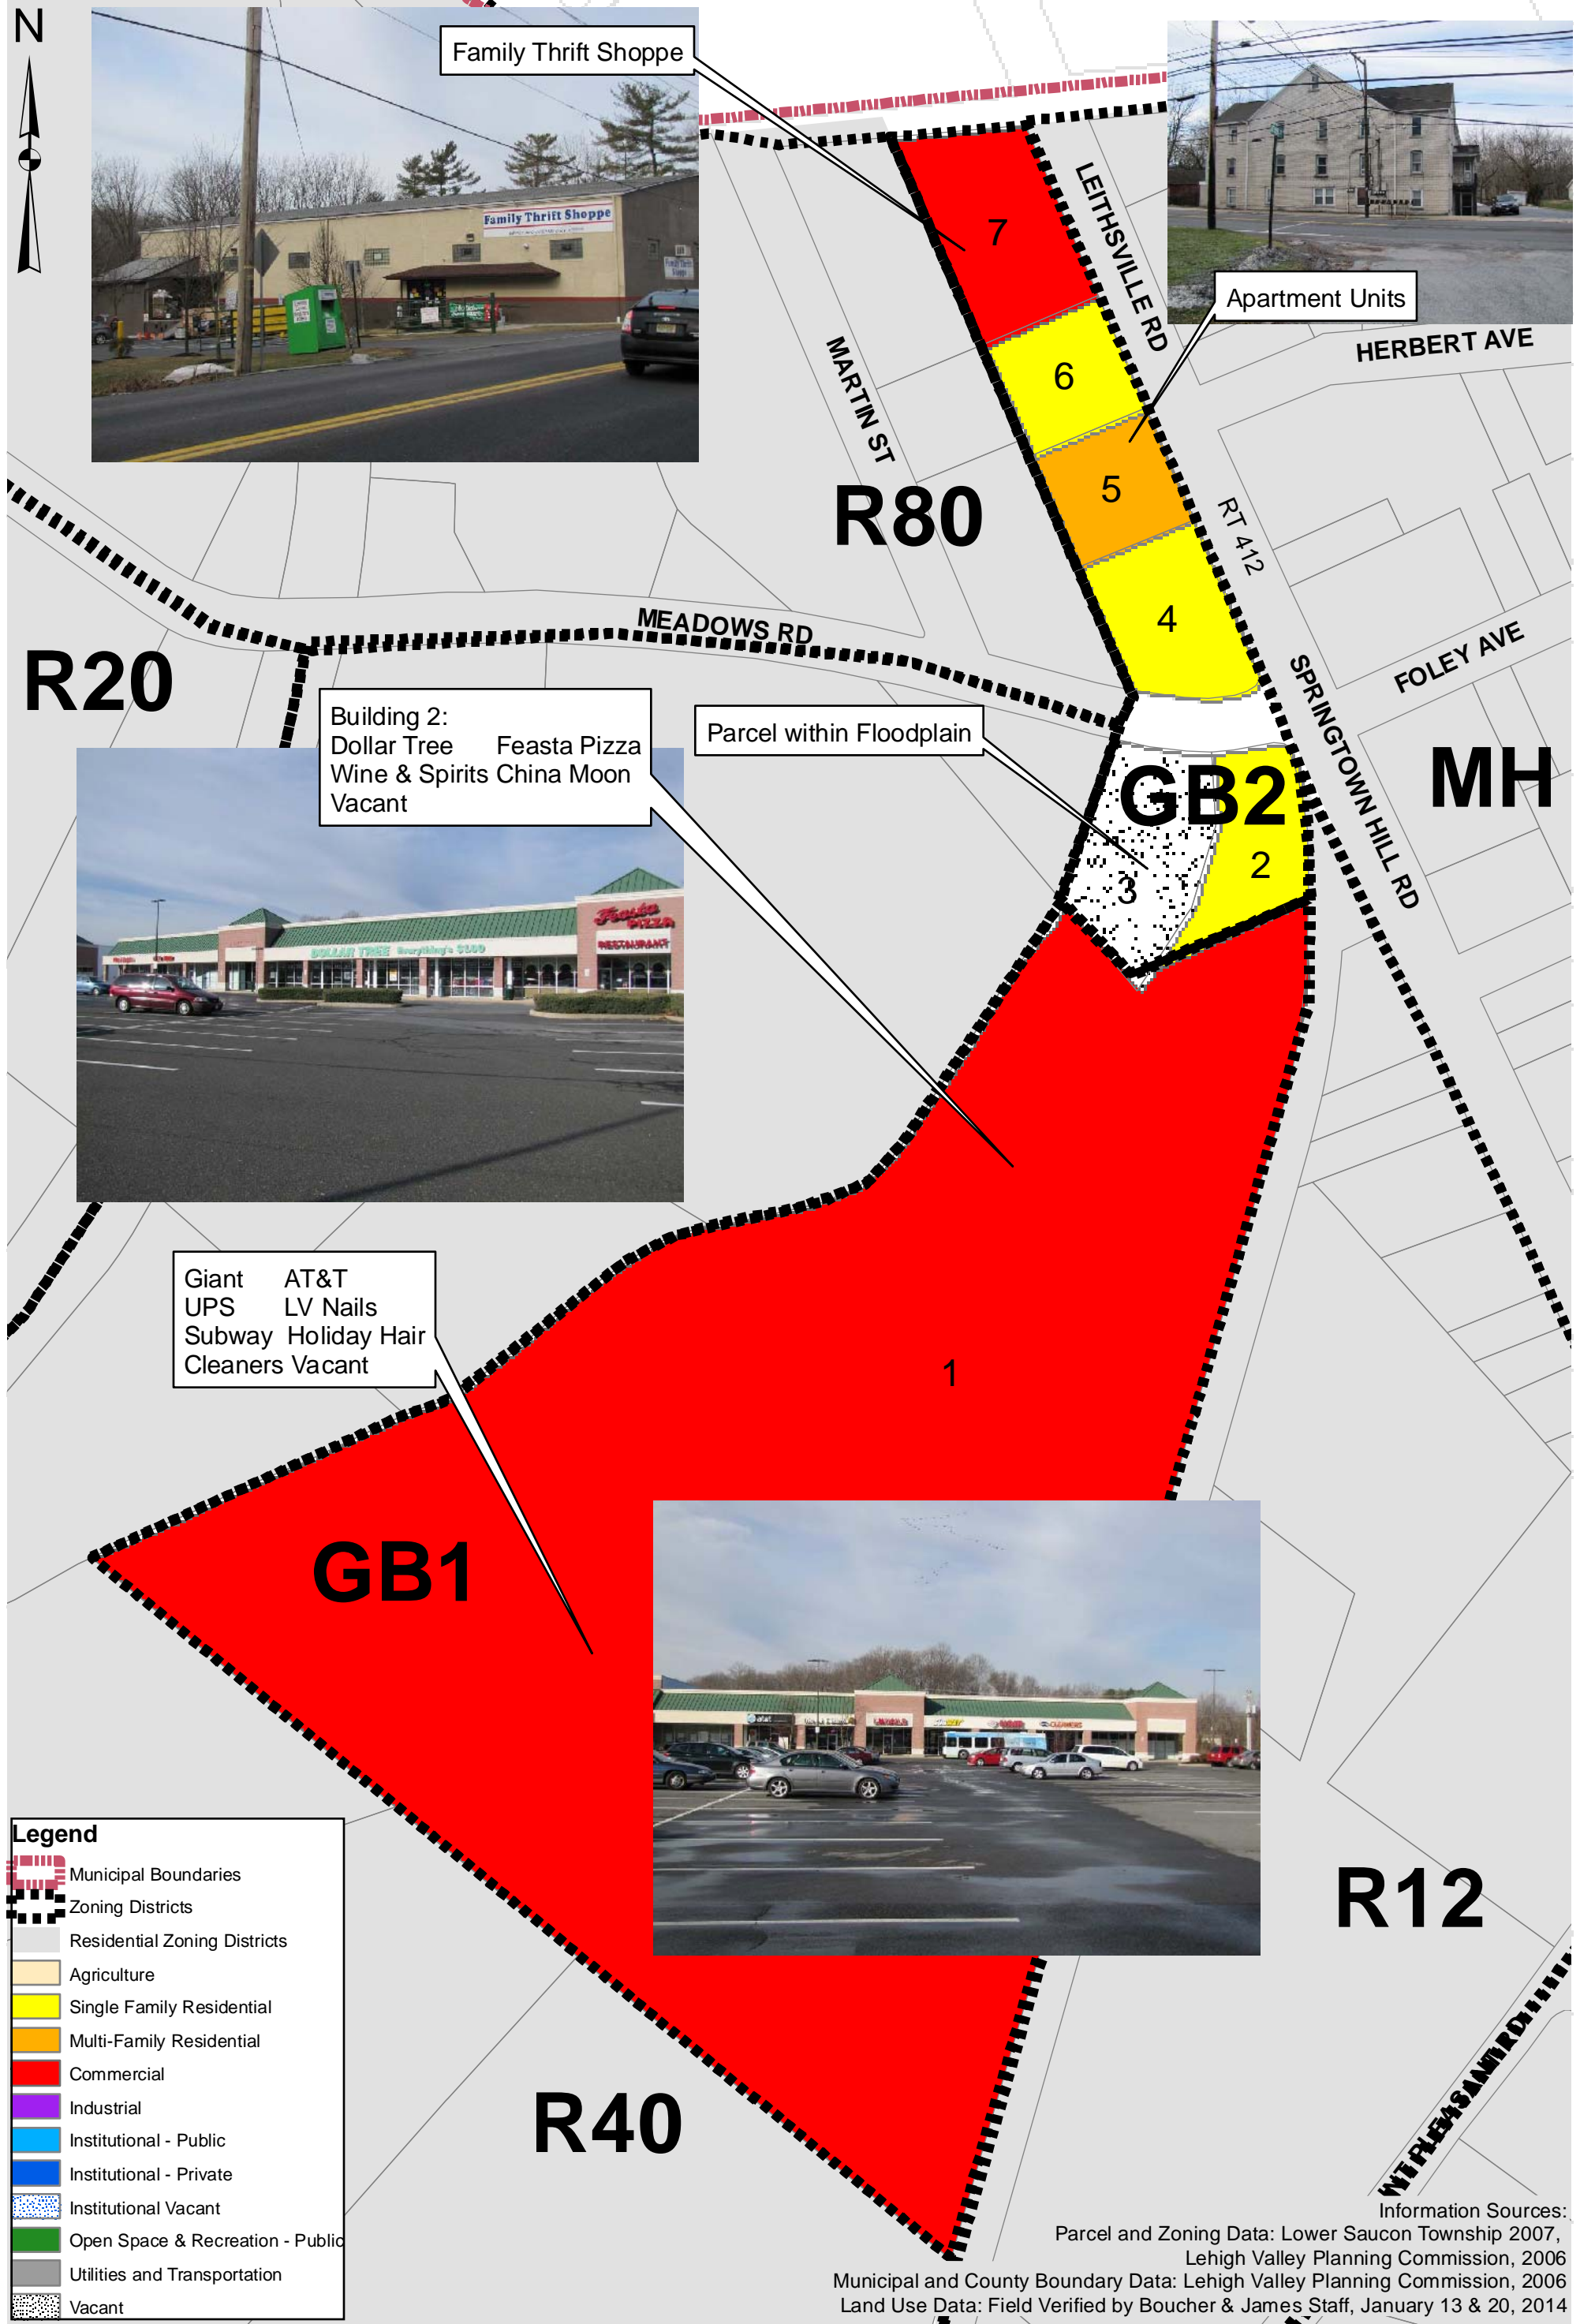 N
Family Thrift Shoppe
Family Thrift Shoppe
Apartment Units
7
LEITHSVILLE RD
HERBERT AVE
6
MARTIN ST
5
R80
RT 412
4
MEADOWS RD
FOLEY AVE
R20
SPRINGTOWN HILL RD
Building 2:
Dollar Tree Feasta Pizza
Wine & Spirits China Moon
Vacant
Parcel within Floodplain
GB2
MH
2
3
Feasta
PIZZA
RESTAURANT
DOLLAR TREE Everything's $1.00
Giant AT&T
UPS LV Nails
Subway Holiday Hair
Cleaners Vacant
1
GB1
at&t
SUBWAY
CLEANERS
R12
R40
Legend
Municipal Boundaries
Zoning Districts
Residential Zoning Districts
Agriculture
Single Family Residential
Multi-Family Residential
Commercial
Industrial
Institutional - Public
Institutional - Private
Institutional Vacant
Open Space & Recreation - Public
Utilities and Transportation
Vacant
PLEASANT RD
Information Sources:
Parcel and Zoning Data: Lower Saucon Township 2007,
Lehigh Valley Planning Commission, 2006
Municipal and County Boundary Data: Lehigh Valley Planning Commission, 2006
Land Use Data: Field Verified by Boucher & James Staff, January 13 & 20, 2014